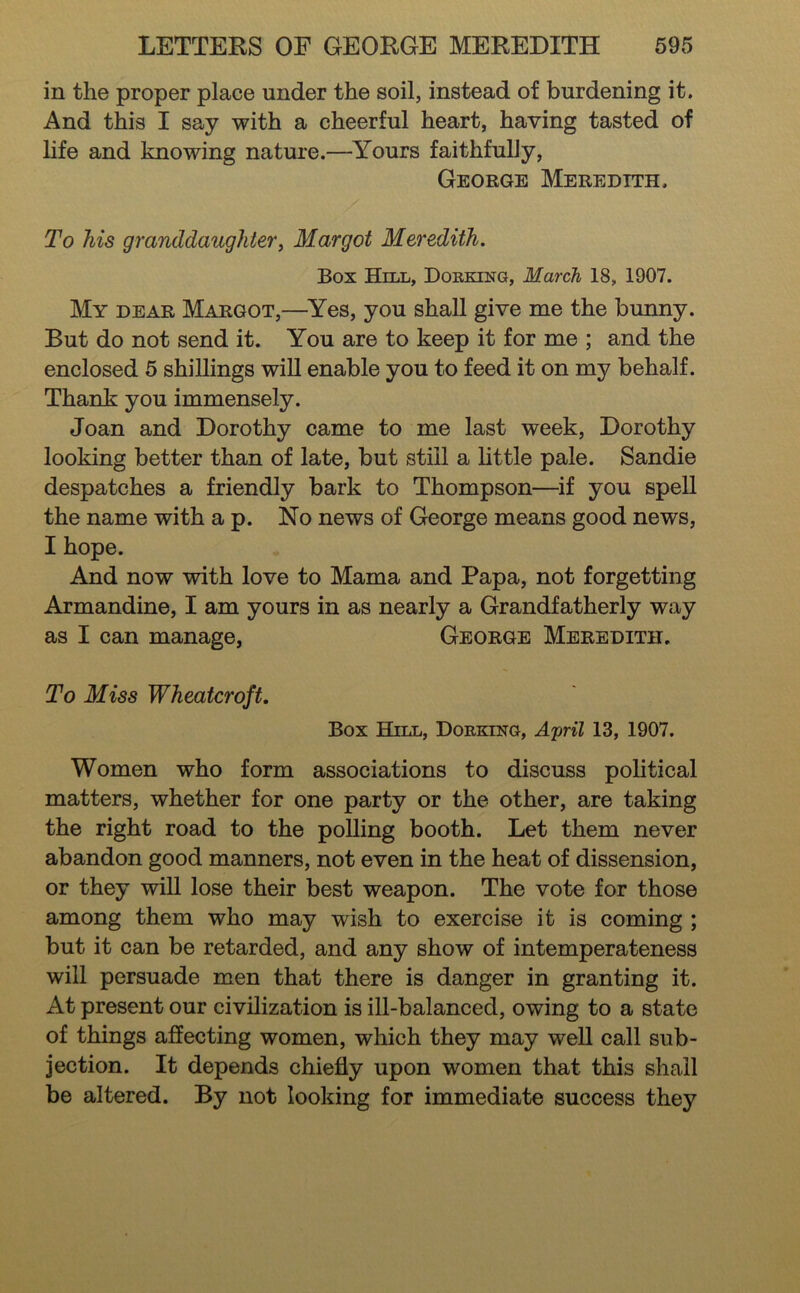 LETTERS OF GEORGE MEREDITH 595
in the proper place under the soil, instead of burdening it.
And this I say with a cheerful heart, having tasted of
life and knowing nature.—Yours faithfully,
GEORGE MEREDITH.
To his granddaughter, Margot Meredith.
BOX HILL, DORKING, March 18, 1907.
MY DEAR MARGOT,—Yes, you shall give me the bunny.
But do not send it. You are to keep it for me ; and the
enclosed 5 shillings will enable you to feed it on my behalf.
Thank you immensely.
Joan and Dorothy came to me last week, Dorothy
looking better than of late, but still a little pale. Sandie
despatches a friendly bark to Thompson—if you spell
the name with a p. No news of George means good news,
I hope.
And now with love to Mama and Papa, not forgetting
Armandine, I am yours in as nearly a Grandfatherly way
as I can manage, GEORGE MEREDITH.
To Miss Wheatcroft.
BOX HILL, DORKING, April 13, 1907.
Women who form associations to discuss political
matters, whether for one party or the other, are taking
the right road to the polling booth. Let them never
abandon good manners, not even in the heat of dissension,
or they will lose their best weapon. The vote for those
among them who may wish to exercise it is coming ;
but it can be retarded, and any show of intemperateness
will persuade men that there is danger in granting it.
At present our civilization is ill-balanced, owing to a state
of things affecting women, which they may well call sub-
jection. It depends chiefly upon women that this shall
be altered. By not looking for immediate success they